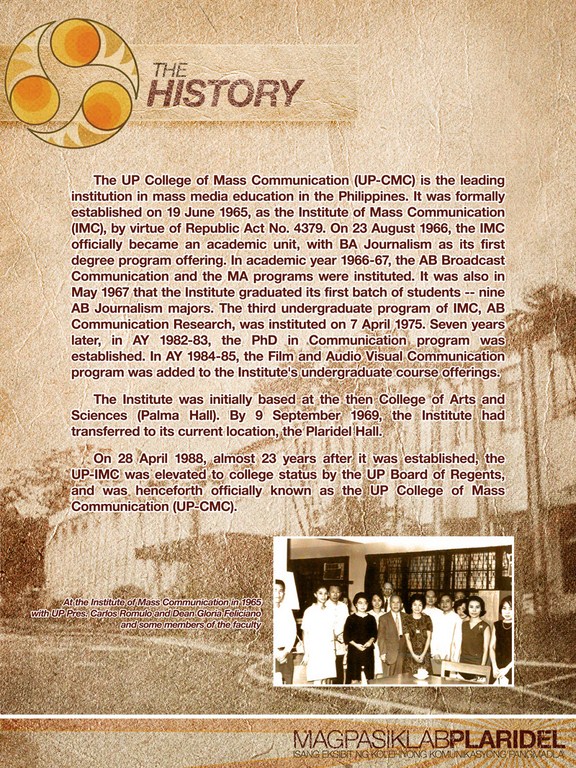 THE
HISTORY
The UP College of Mass Communication (UP-CMC) is the leading
institution in mass media education in the Philippines. It was formally
established on 19 June 1965, as the Institute of Mass Communication
(IMC), by virtue of Republic Act No. 4379. On 23 August 1966, the IMC
officially became an academic unit, with BA Journalism as its first
degree program offering. In academic year 1966-67, the AB Broadcast
Communication and the MA programs were instituted. It was also in
May 1967 that the Institute graduated its first batch of students -- nine
AB Journalism majors. The third undergraduate program of IMC, AB
Communication Research, was instituted on 7 April 1975. Seven years
later, in AY 1982-83, the PhD in Communication program was
established. In AY 1984-85, the Film and Audio Visual Communication
program was added to the Institute's undergraduate course offerings.
The Institute was initially based at the then College of Arts and
Sciences (Palma Hall). By 9 September 1969, the Institute had
transferred to its current location, the Plaridel Hall.
On 28 April 1988, almost 23 years after it was established, the
UP-IMC was elevated to college status by the UP Board of Regents,
and was henceforth officially known as the UP College of Mass
Communication (UP-CMC).
At the Institute of Mass Communication in 1965
with UP Pres. Carlos Romulo and Dean Gloria Feliciano
and some members of the faculty
MAGPASIKLABPLARIDEL
ISANG EKSIBIT NG KOLEHIYONG KOMUNIKASYONG PANGMADLA